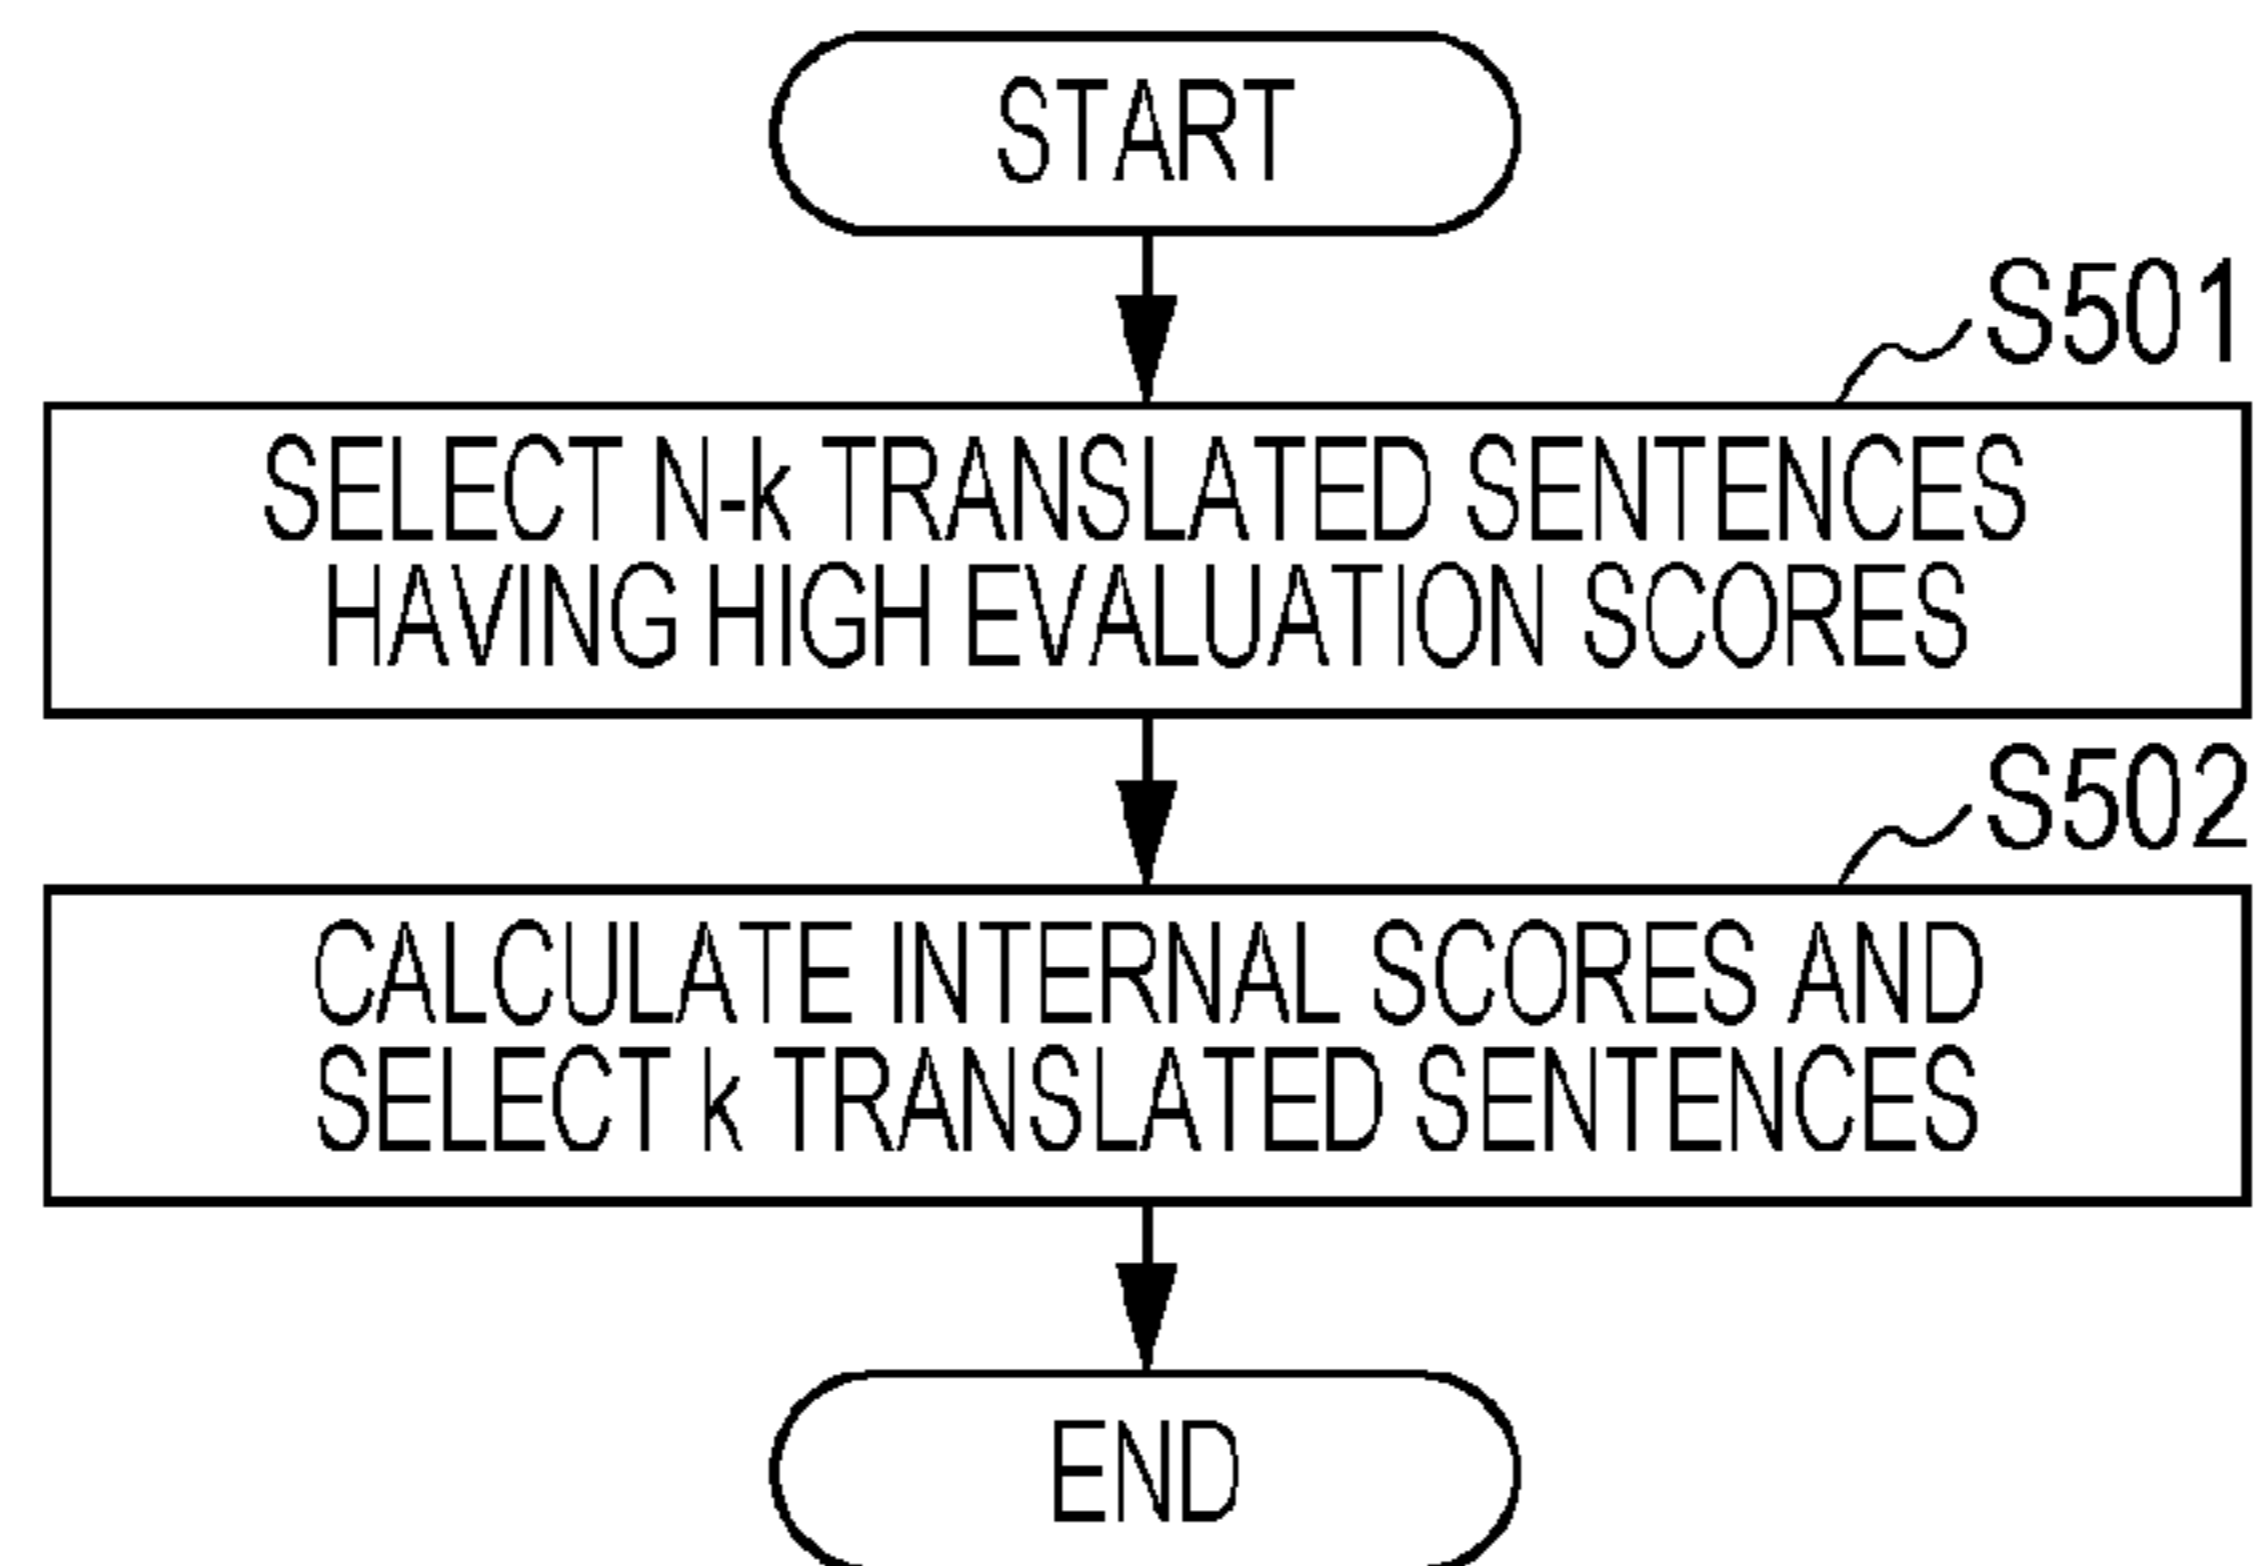 START
S501
SELECT N-k TRANSLATED SENTENCES
HAVING HIGH EVALUATION SCORES
S502
CALCULATE INTERNAL SCORES AND
SELECT k TRANSLATED SENTENCES
END